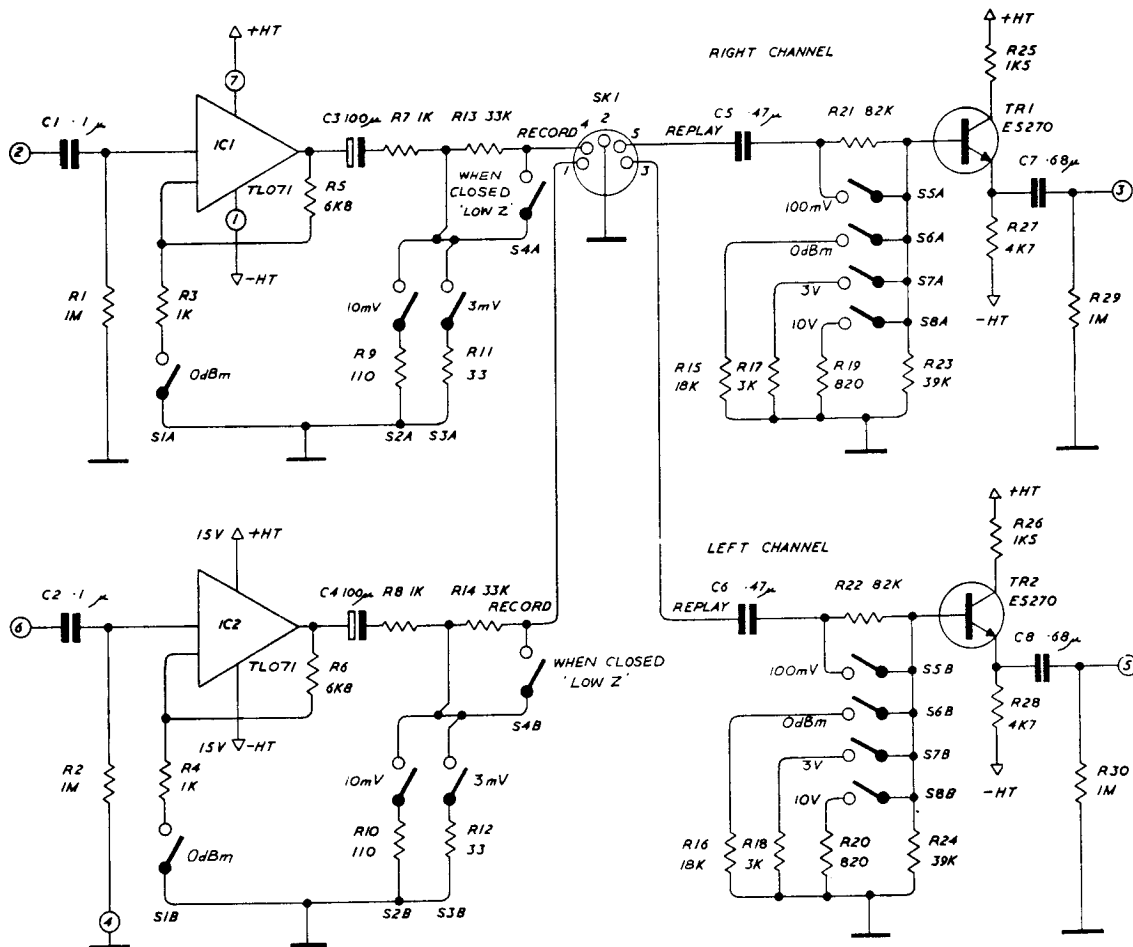 +HT
7
C1 .1 µ
2
IC1
TL071
1
-HT
R5
6K8
R3
1K
R1
1M
0dBm
S1A
C3 100µ
R7 1K
R13 33K
RECORD
WHEN
CLOSED
'LOW Z'
S4A
10mV
3mV
R9
110
R11
33
S2A
S3A
SK1
4
2
5
1
3
RIGHT CHANNEL
REPLAY
C5 .47µ
R21 82K
+HT
R25
1K5
TR1
ES270
C7 .68µ
3
R27
4K7
-HT
R29
1M
100mV
S5A
0dBm
S6A
3V
S7A
10V
S8A
R15
18K
R17
3K
R19
820
R23
39K
15V
+HT
C2 .1 µ
6
IC2
TL071
15V
-HT
R6
6K8
R4
1K
R2
1M
0dBm
S1B
4
C4 100µ
R8 1K
R14 33K
RECORD
WHEN CLOSED
'LOW Z'
S4B
10mV
3mV
R10
110
R12
33
S2B
S3B
LEFT CHANNEL
REPLAY
C6 .47µ
R22 82K
+HT
R26
1K5
TR2
ES270
C8 .68µ
5
R28
4K7
-HT
R30
1M
100mV
S5B
0dBm
S6B
3V
S7B
10V
S8B
R16
18K
R18
3K
R20
820
R24
39K